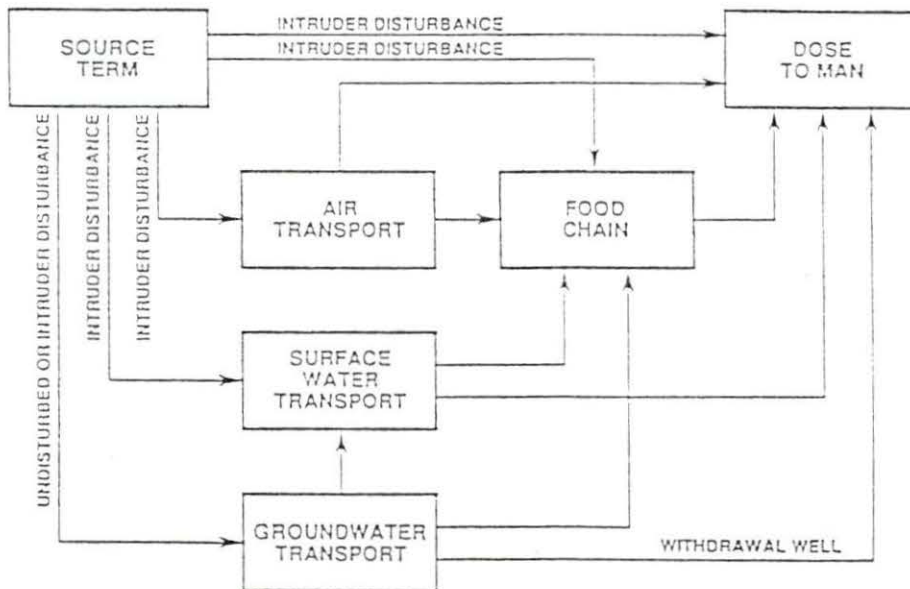 INTRUDER DISTURBANCE
INTRUDER DISTURBANCE
SOURCE
TERM
DOSE
TO MAN
UNDISTURBED OR INTRUDER DISTURBANCE
INTRUDER DISTURBANCE
INTRUDER DISTURBANCE
AIR
TRANSPORT
FOOD
CHAIN
SURFACE
WATER
TRANSPORT
GROUNDWATER
TRANSPORT
WITHDRAWAL WELL